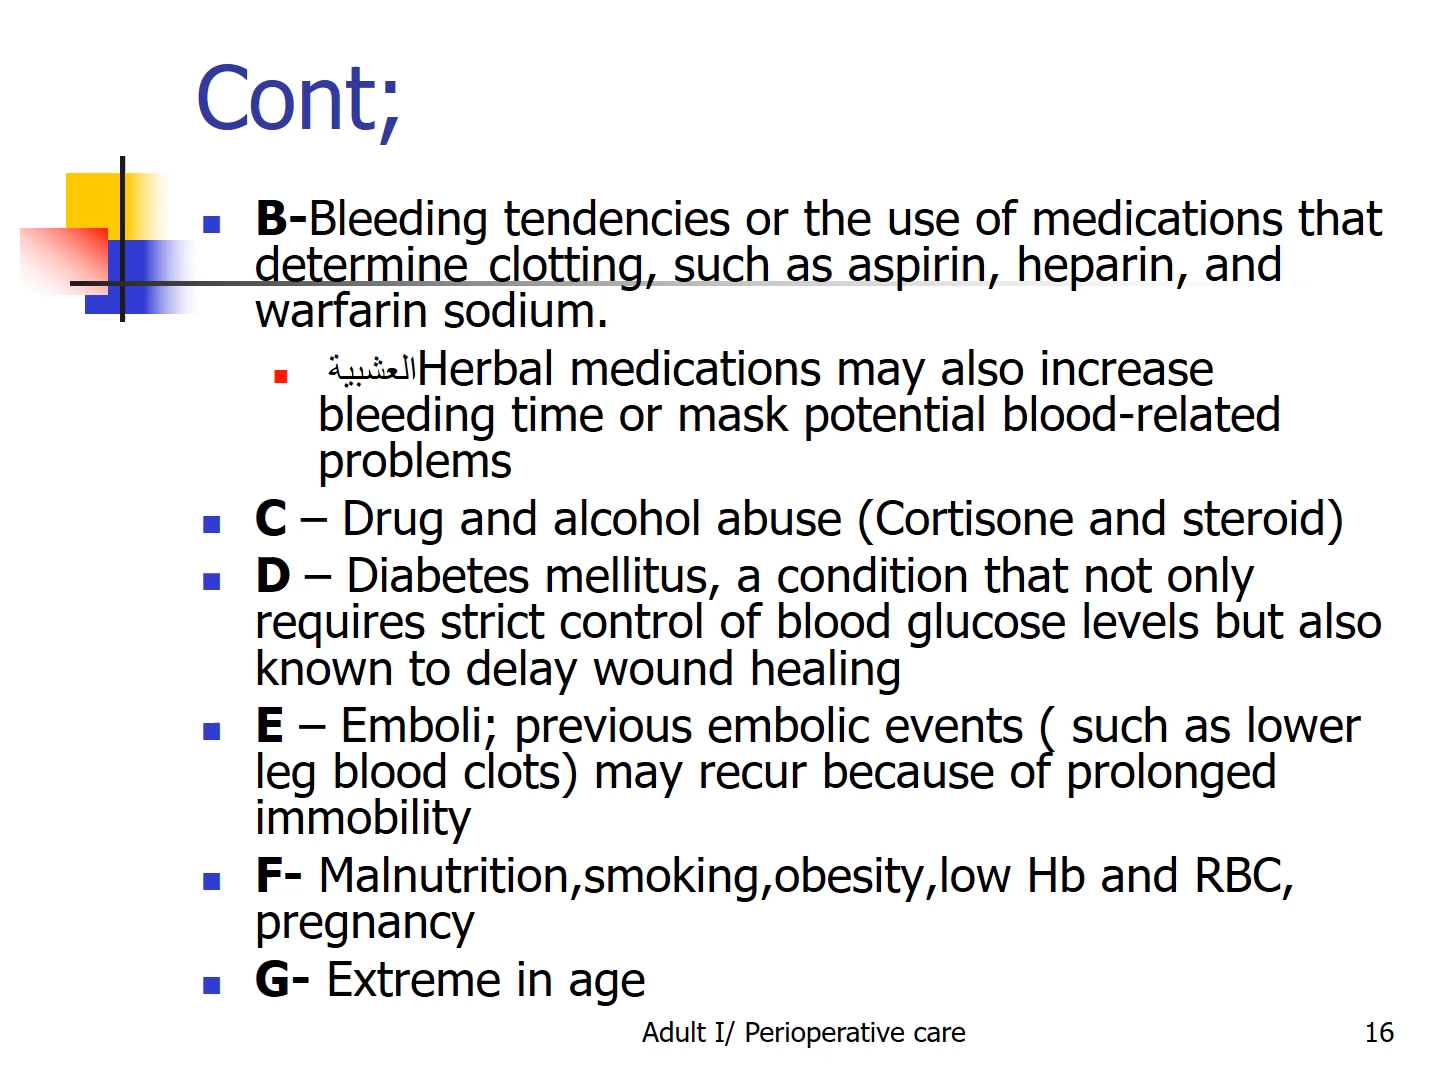 Cont;
B-Bleeding tendencies or the use of medications that
determine clotting, such as aspirin, heparin, and
warfarin sodium.
العشبيةHerbal medications may also increase
bleeding time or mask potential blood-related
problems
C – Drug and alcohol abuse (Cortisone and steroid)
D – Diabetes mellitus, a condition that not only
requires strict control of blood glucose levels but also
known to delay wound healing
E – Emboli; previous embolic events ( such as lower
leg blood clots) may recur because of prolonged
immobility
F- Malnutrition,smoking,obesity,low Hb and RBC,
pregnancy
G- Extreme in age
Adult I/ Perioperative care
16